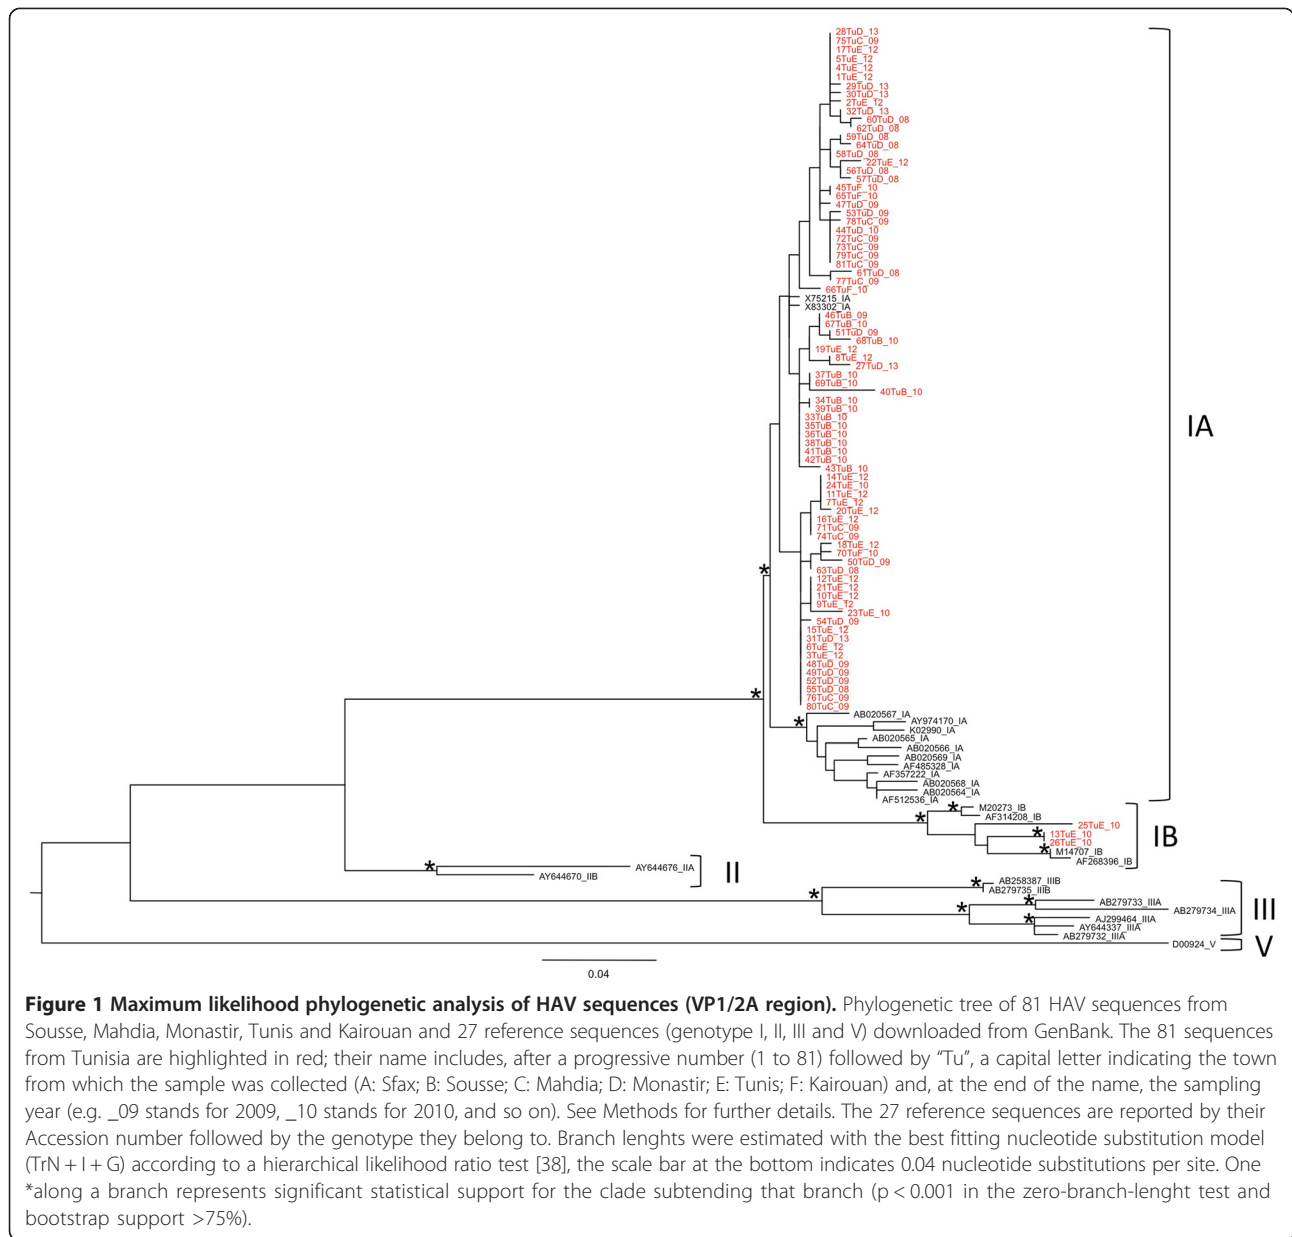 28TuD_13
75TuC_09
17TuE_12
5TuE_12
4TuE_12
1TuE_12
29TuD_13
30TuD_13
2TuE_12
32TuD_13
60TuD_08
62TuD_08
59TuD_08
64TuD_08
58TuD_08
22TuE_12
56TuD_08
57TuD_08
45TuF_10
65TuF_10
47TuD_09
53TuD_09
78TuC_09
44TuD_10
72TuC_09
73TuC_09
79TuC_09
81TuC_09
61TuD_08
77TuC_09
66TuF_10
X75215_IA
X83302_IA
46TuB_09
67TuB_10
51TuD_09
68TuB_10
19TuE_12
8TuE_12
27TuD_13
37TuB_10
69TuB_10
40TuB_10
34TuB_10
39TuB_10
33TuB_10
35TuB_10
36TuB_10
38TuB_10
41TuB_10
42TuB_10
43TuB_10
14TuE_12
24TuE_10
11TuE_12
7TuE_12
20TuE_12
16TuE_12
71TuC_09
74TuC_09
18TuE_12
70TuF_10
50TuD_09
63TuD_08
12TuE_12
21TuE_12
10TuE_12
9TuE_12
23TuE_10
54TuD_09
15TuE_12
31TuD_13
6TuE_12
3TuE_12
48TuD_09
49TuD_09
52TuD_09
55TuD_08
76TuC_09
80TuC_09
AB020567_IA
AY974170_IA
K02990_IA
AB020565_IA
AB020566_IA
AB020569_IA
AF485328_IA
AF357222_IA
AB020568_IA
AB020564_IA
AF512536_IA
IA
M20273_IB
AF314208_IB
25TuE_10
13TuE_10
26TuE_10
M14707_IB
AF268396_IB
IB
AY644676_IIA
AY644670_IIB
II
AB258387_IIIB
AB279735_IIIB
AB279733_IIIA
AB279734_IIIA
AJ299464_IIIA
AY644337_IIIA
AB279732_IIIA
III
D00924_V
V
0.04
Figure 1 Maximum likelihood phylogenetic analysis of HAV sequences (VP1/2A region). Phylogenetic tree of 81 HAV sequences from
Sousse, Mahdia, Monastir, Tunis and Kairouan and 27 reference sequences (genotype I, II, III and V) downloaded from GenBank. The 81 sequences
from Tunisia are highlighted in red; their name includes, after a progressive number (1 to 81) followed by "Tu", a capital letter indicating the town
from which the sample was collected (A: Sfax; B: Sousse; C: Mahdia; D: Monastir; E: Tunis; F: Kairouan) and, at the end of the name, the sampling
year (e.g. _09 stands for 2009, _10 stands for 2010, and so on). See Methods for further details. The 27 reference sequences are reported by their
Accession number followed by the genotype they belong to. Branch lenghts were estimated with the best fitting nucleotide substitution model
(TrN + I + G) according to a hierarchical likelihood ratio test [38], the scale bar at the bottom indicates 0.04 nucleotide substitutions per site. One
*along a branch represents significant statistical support for the clade subtending that branch (p < 0.001 in the zero-branch-lenght test and
bootstrap support >75%).